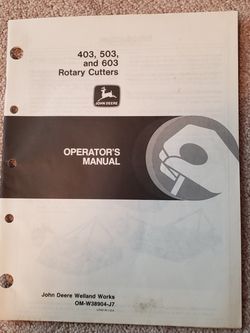 403, 503,
and 603
Rotary Cutters
JOHN DEERE
OPERATOR'S
MANUAL
John Deere Welland Works
OM-W38904-J7